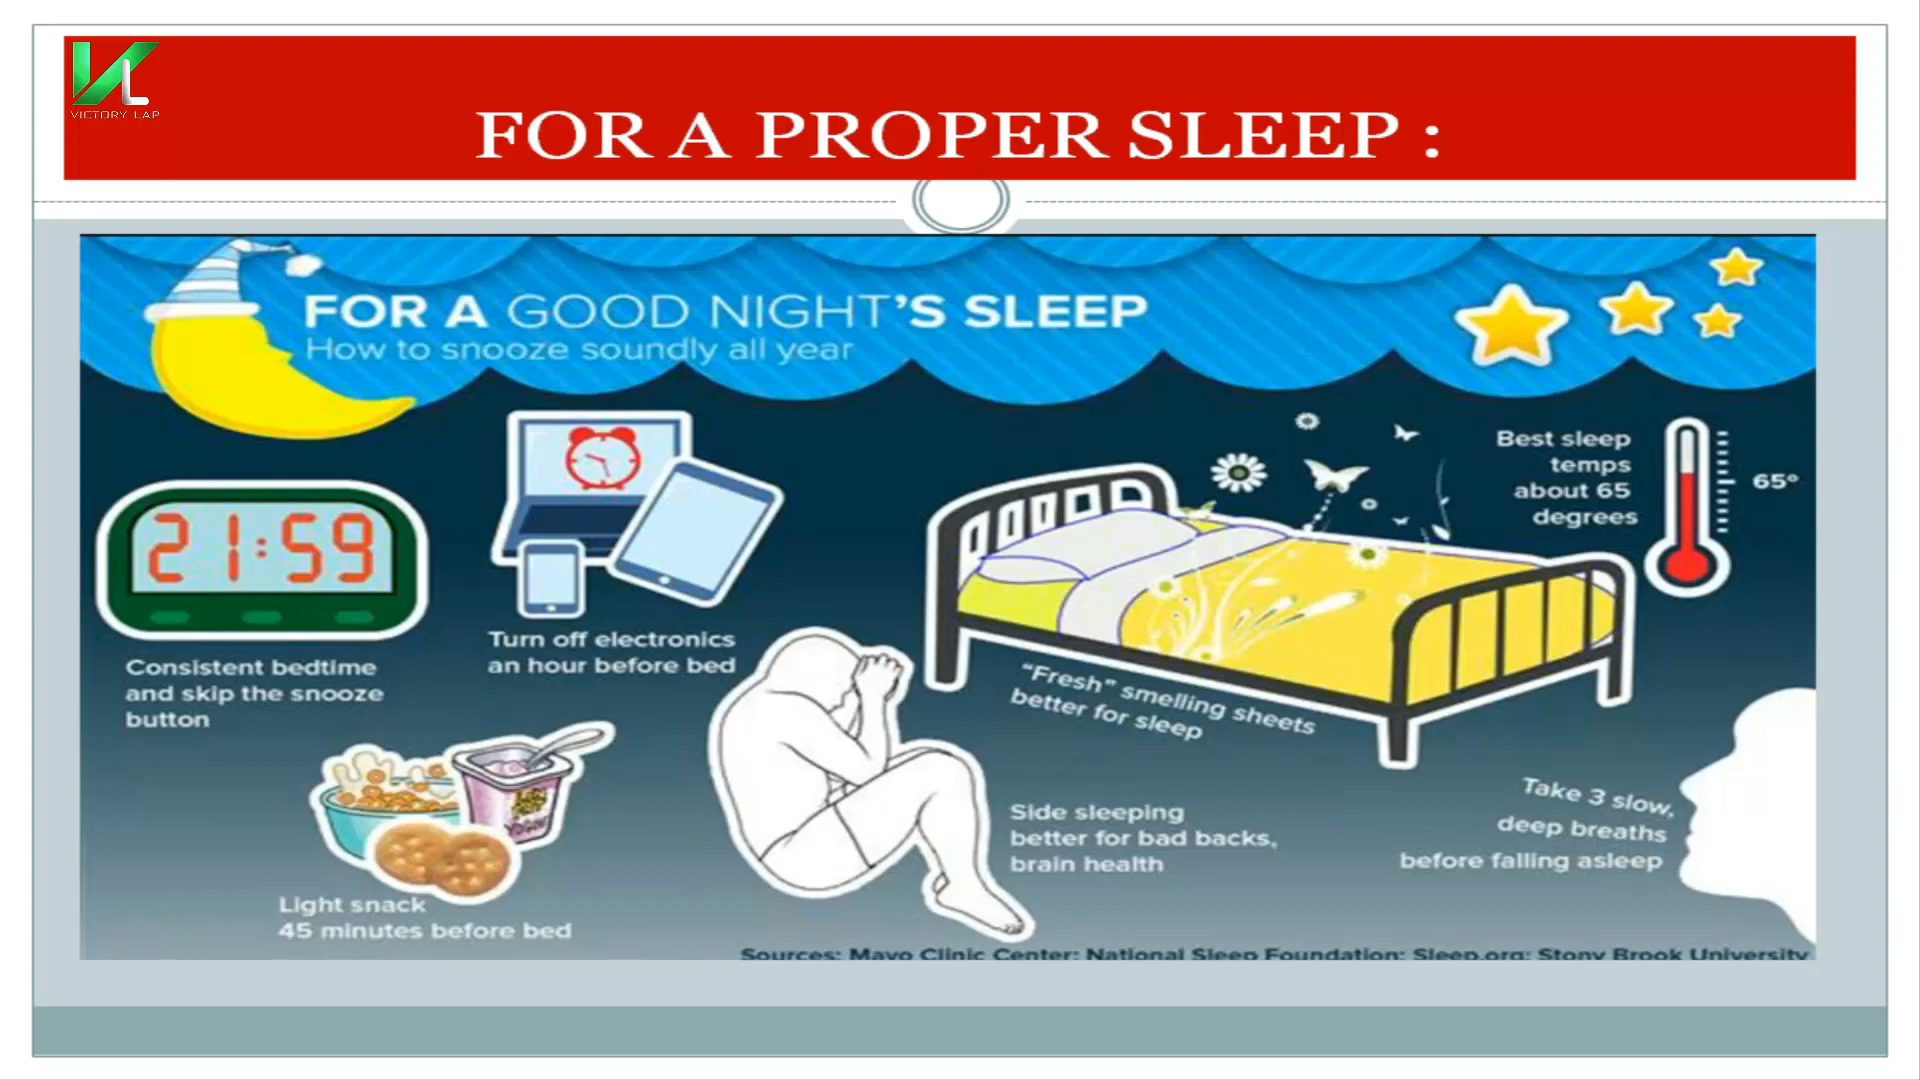 VICTORY LAP
FOR A PROPER SLEEP :
FOR A GOOD NIGHT'S SLEEP
How to snooze soundly all year
21:59
Consistent bedtime
and skip the snooze
button
Turn off electronics
an hour before bed
"Fresh" smelling sheets
better for sleep
Best sleep
temps
about 65
degrees
65°
Light snack
45 minutes before bed
Side sleeping
better for bad backs,
brain health
Take 3 slow,
deep breaths
before falling asleep
Sources: Mayo Clinic Center; National Sleep Foundation; Sleep.org; Stony Brook University